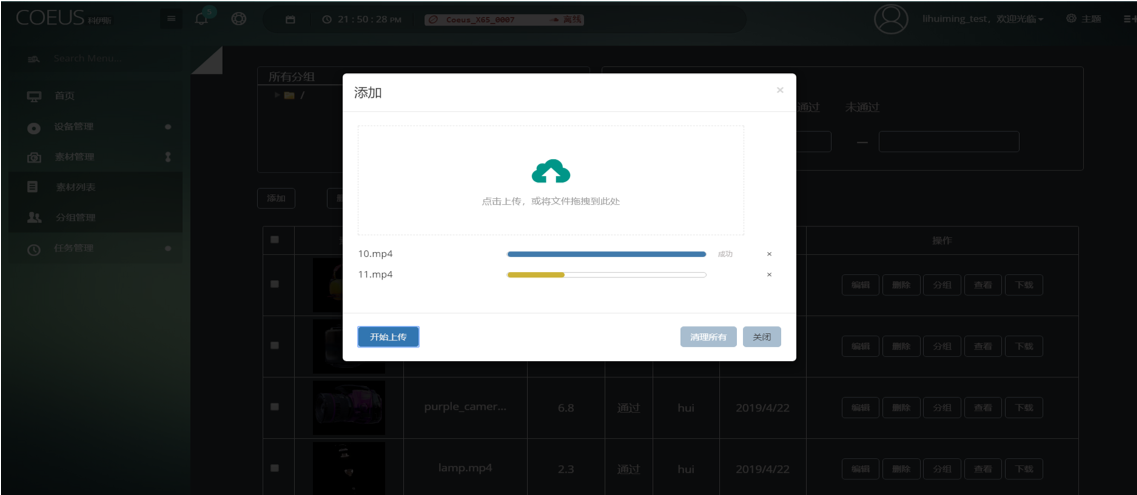 COEUS
21 : 50 : 28 PM
Coeux_X65_0007
离线
lihuiming_test, 欢迎光临
主题
Search Menu...
首页
设备管理
素材管理
素材列表
分组管理
任务管理
所有分组
/
通过
未通过
添加
×
点击上传，或将文件拖拽到此处
10.mp4
成功
×
11.mp4
×
开始上传
清理所有
关闭
添加
操作
编辑 删除 分组 查看 下载
编辑 删除 分组 查看 下载
purple_camer... 6.8 通过 hui 2019/4/22 编辑 删除 分组 查看 下载
lamp.mp4 2.3 通过 hui 2019/4/22 编辑 删除 分组 查看 下载